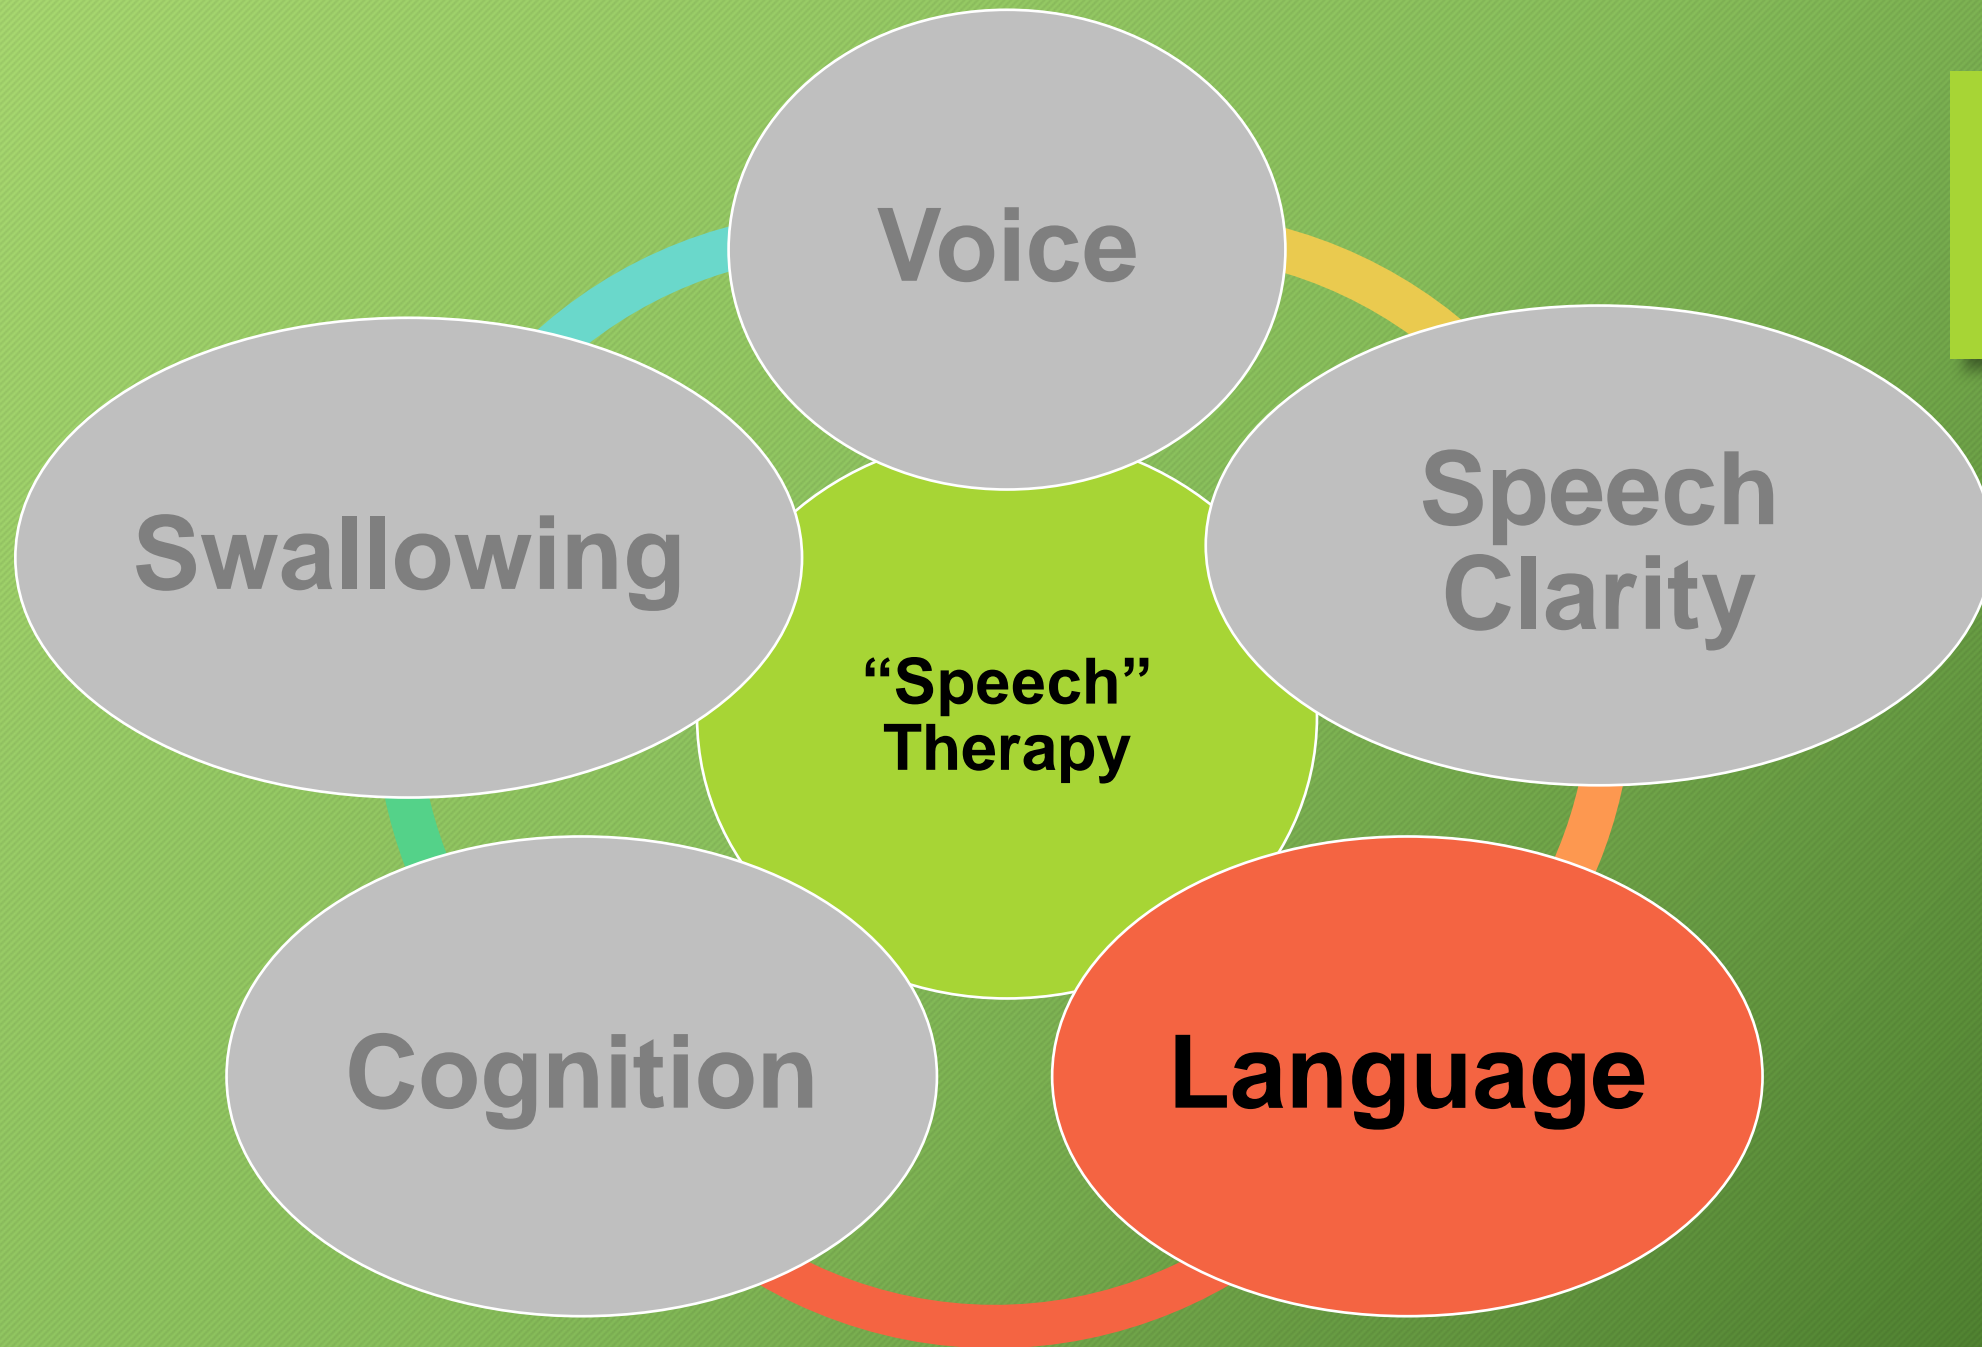 Voice
Speech
Clarity
Swallowing
“Speech”
Therapy
Cognition
Language